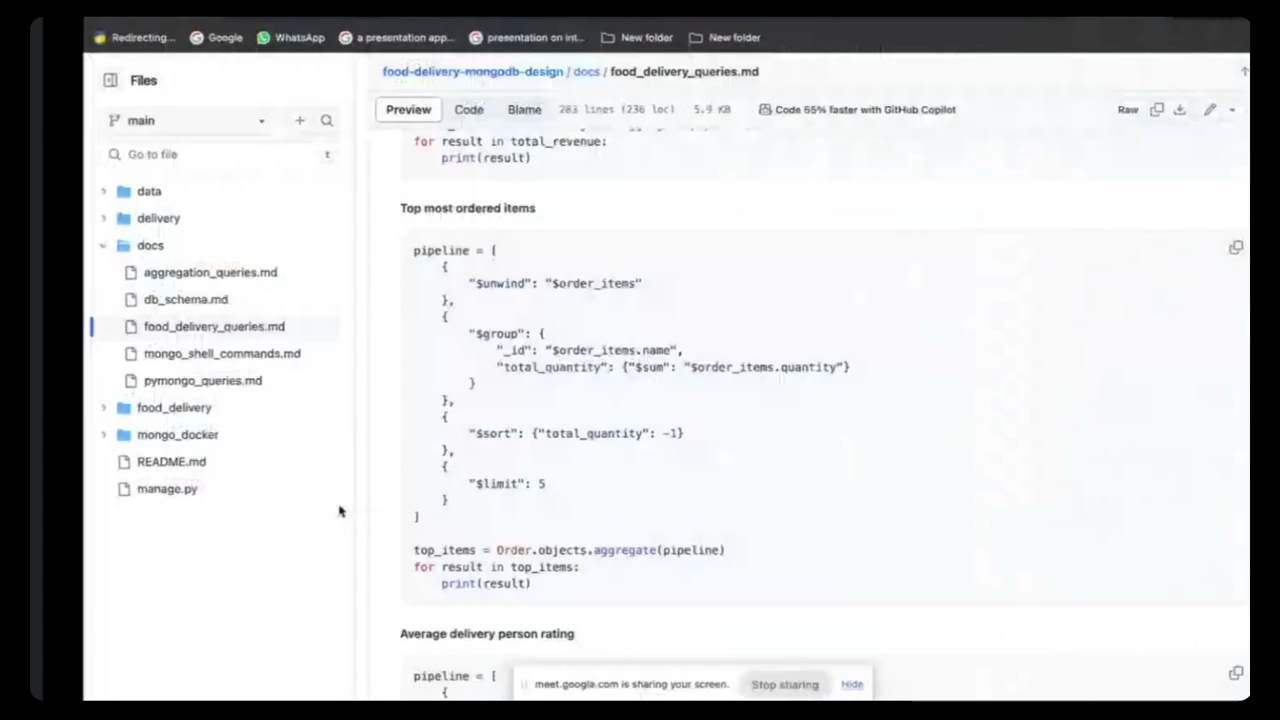 Redirecting... Google WhatsApp a presentation app... presentation on int... New folder New folder
Files
main
Go to file t
data
delivery
docs
aggregation_queries.md
db_schema.md
food_delivery_queries.md
mongo_shell_commands.md
pymongo_queries.md
food_delivery
mongo_docker
README.md
manage.py
food-delivery-mongodb-design / docs / food_delivery_queries.md
Preview Code Blame 283 lines (236 loc) 5.9 KB Code 55% faster with GitHub Copilot Raw
for result in total_revenue:
    print(result)
Top most ordered items
pipeline = [
    {
        "$unwind": "$order_items"
    },
    {
        "$group": {
            "_id": "$order_items.name",
            "total_quantity": {"$sum": "$order_items.quantity"}
        }
    },
    {
        "$sort": {"total_quantity": -1}
    },
    {
        "$limit": 5
    }
]
top_items = Order.objects.aggregate(pipeline)
for result in top_items:
    print(result)
Average delivery person rating
pipeline = [
    {
meet.google.com is sharing your screen. Stop sharing Hide